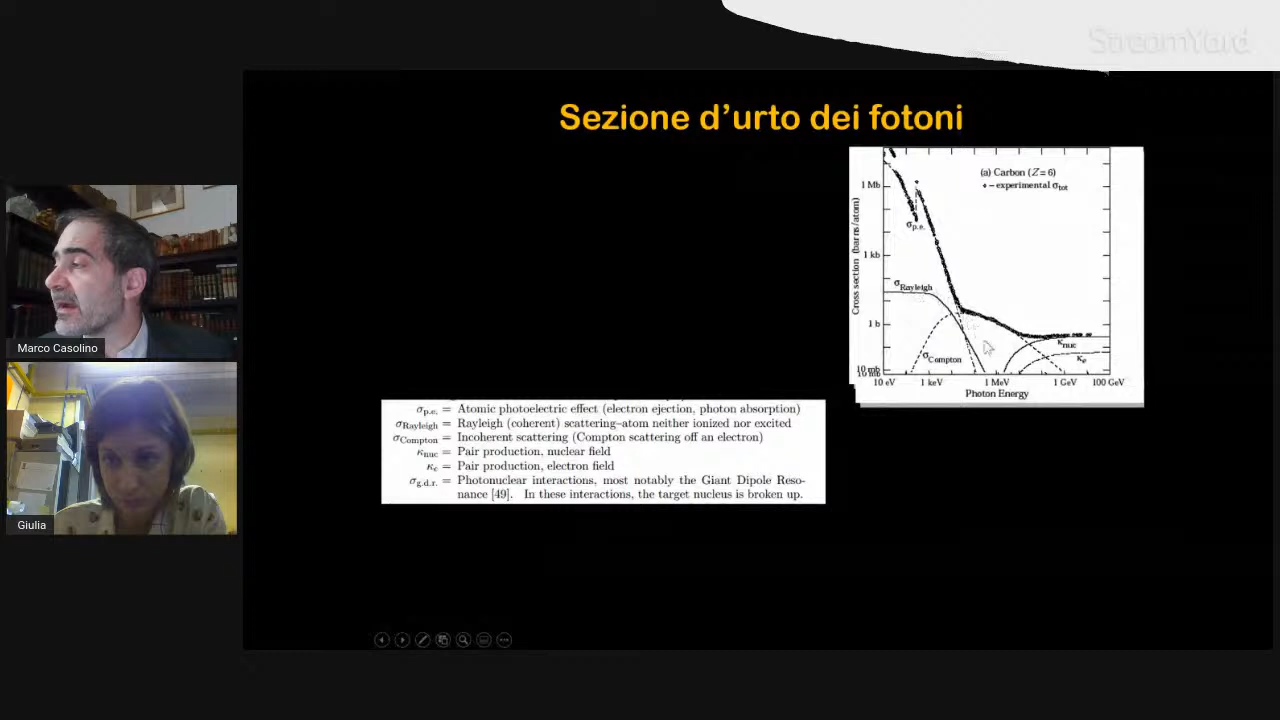 StreamYard
Sezione d'urto dei fotoni
(a) Carbon (Z = 6)
- experimental σtot
1 Mb
σp.e.
Cross section (barns/atom)
1 kb
σRayleigh
1 b
κnuc
σCompton
κe
10 mb
10 eV 1 keV 1 MeV 1 GeV 100 GeV
Photon Energy
Marco Casolino
σp.e. = Atomic photoelectric effect (electron ejection, photon absorption)
σRayleigh = Rayleigh (coherent) scattering–atom neither ionized nor excited
σCompton = Incoherent scattering (Compton scattering off an electron)
κnuc = Pair production, nuclear field
κe = Pair production, electron field
σg.d.r. = Photonuclear interactions, most notably the Giant Dipole Reso-
nance [49]. In these interactions, the target nucleus is broken up.
Giulia